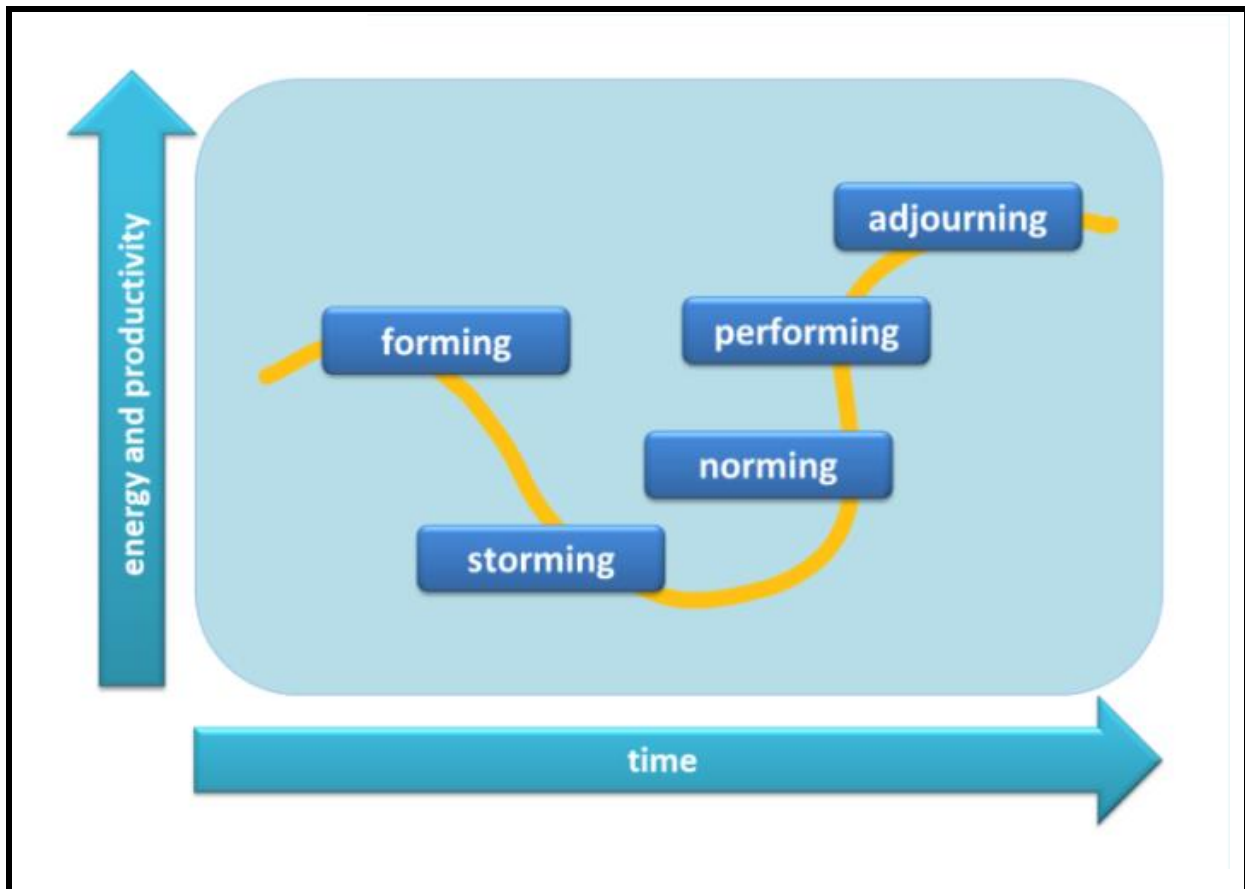 energy and productivity
forming
storming
norming
performing
adjourning
time